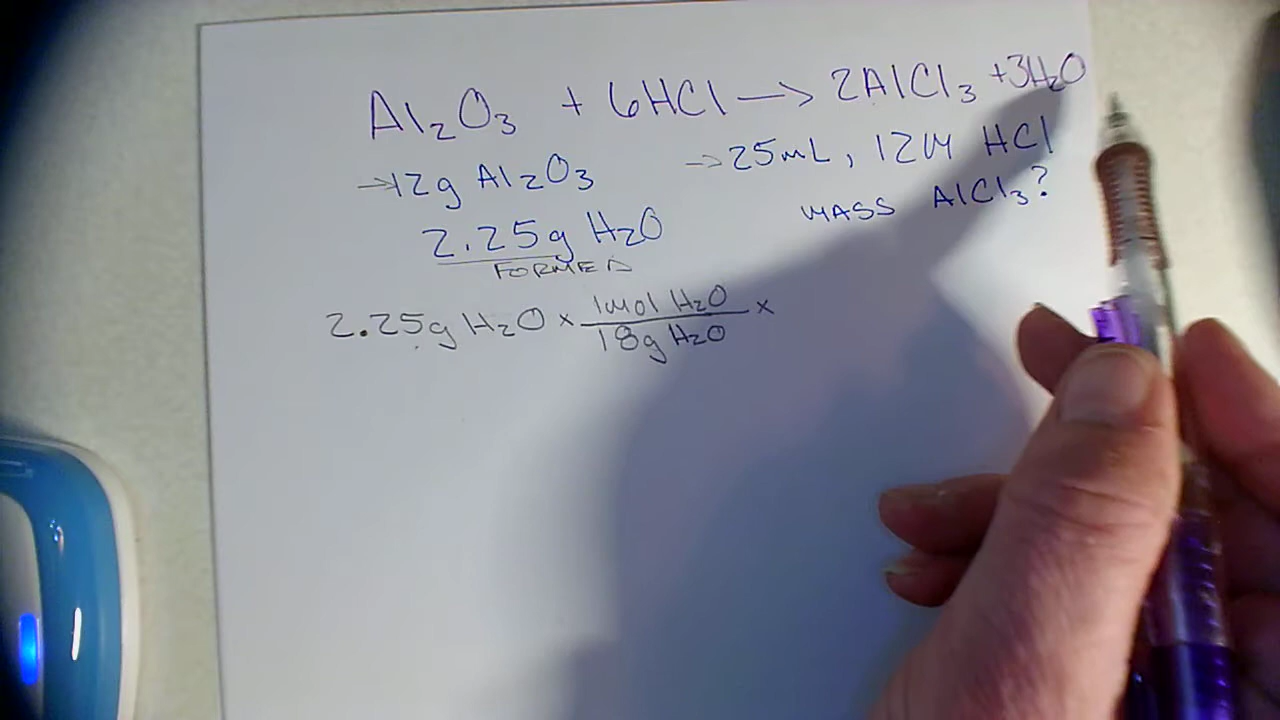 Al₂O₃ + 6HCl → 2AlCl₃ + 3H₂O
→ 12g Al₂O₃ → 25mL, 12M HCl
2.25g H₂O MASS AlCl₃?
FORMED
2.25g H₂O × 1mol H₂O / 18g H₂O ×